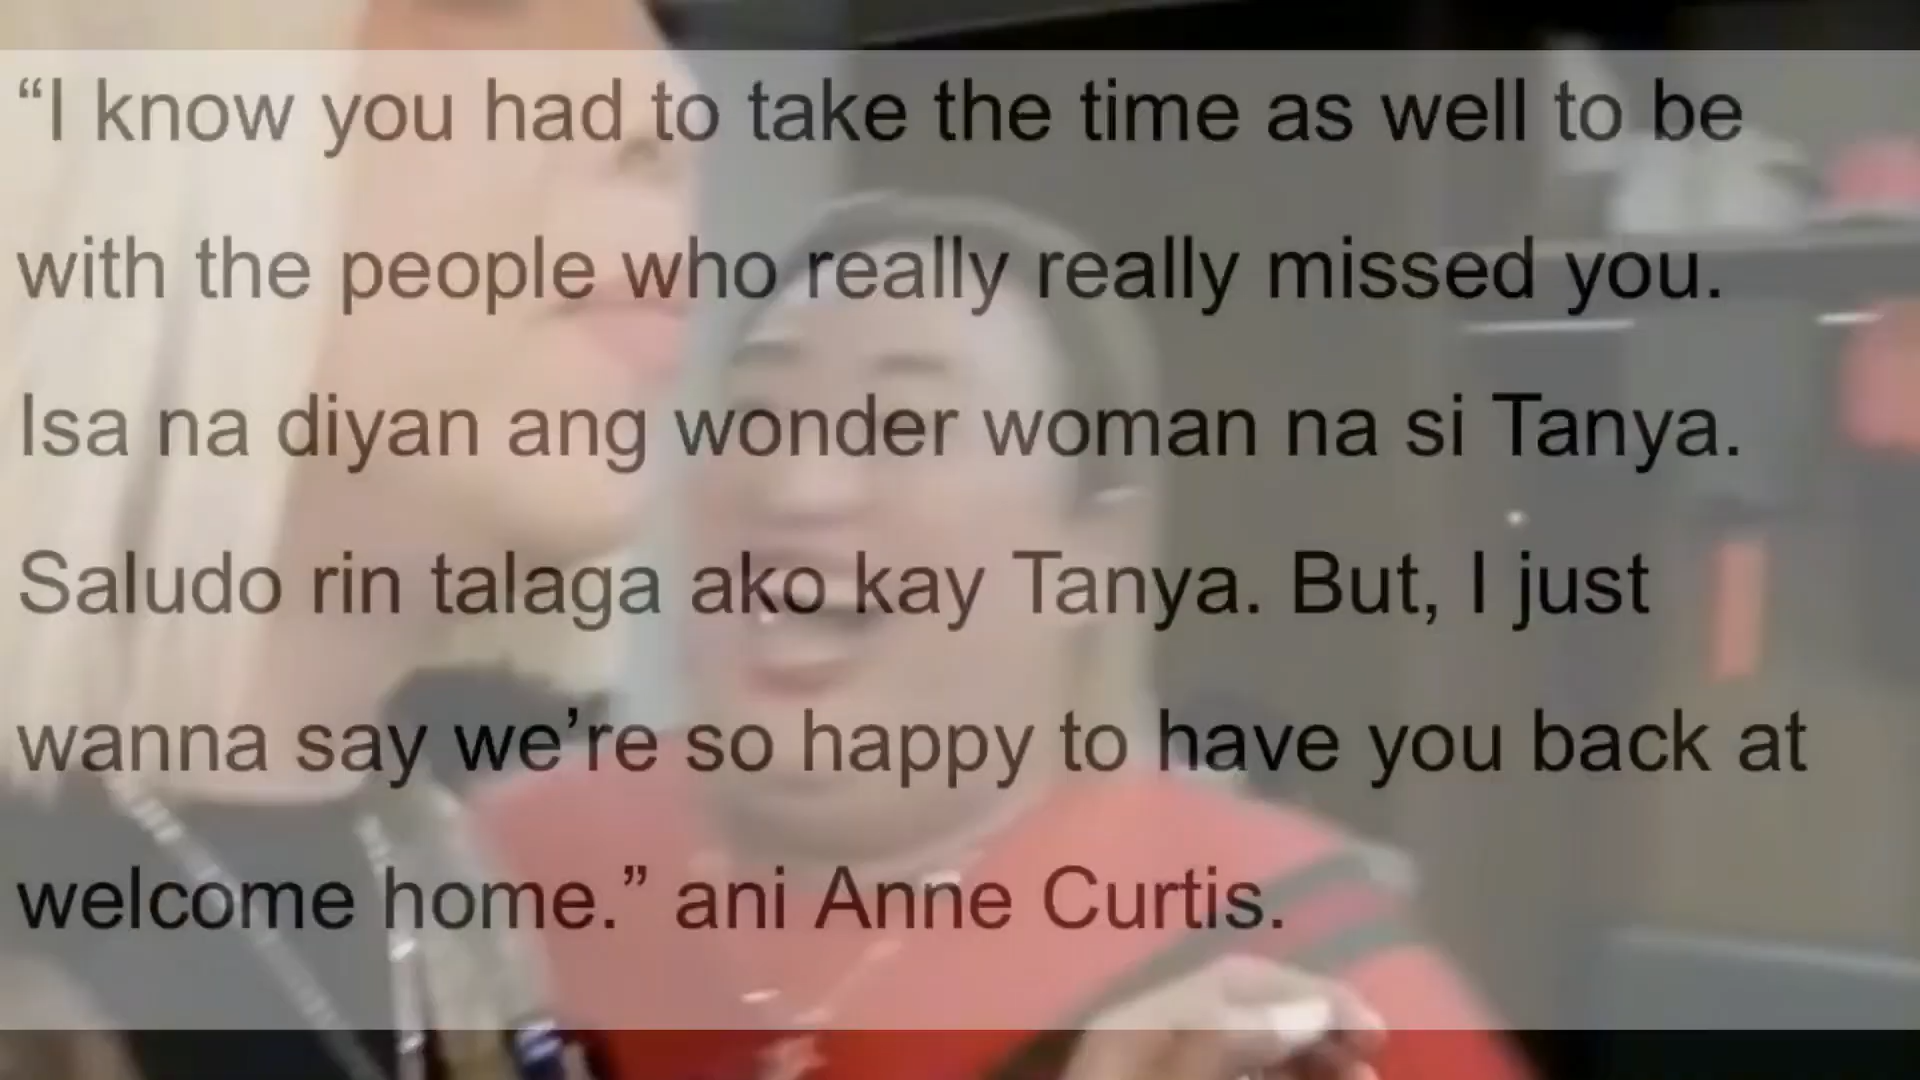 “I know you had to take the time as well to be
with the people who really really missed you.
Isa na diyan ang wonder woman na si Tanya.
Saludo rin talaga ako kay Tanya. But, I just
wanna say we’re so happy to have you back at
welcome home.” ani Anne Curtis.